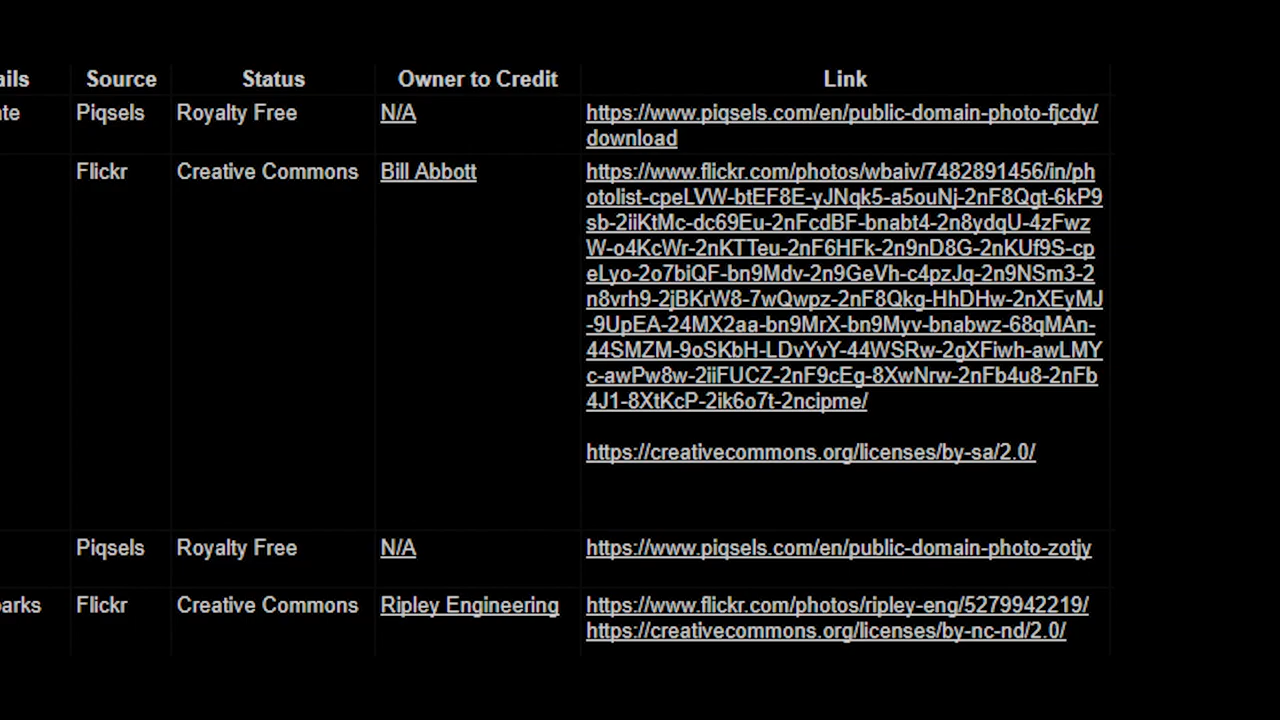 ails Source Status Owner to Credit Link
ate Piqsels Royalty Free N/A https://www.piqsels.com/en/public-domain-photo-fjcdy/
download
Flickr Creative Commons Bill Abbott https://www.flickr.com/photos/wbaiv/7482891456/in/ph
otolist-cpeLVW-btEF8E-yJNqk5-a5ouNj-2nF8Qgt-6kP9
sb-2iiKtMc-dc69Eu-2nFcdBF-bnabt4-2n8ydqU-4zFwz
W-o4KcWr-2nKTTeu-2nF6HFk-2n9nD8G-2nKUf9S-cp
eLyo-2o7biQF-bn9Mdv-2n9GeVh-c4pzJq-2n9NSm3-2
n8vrh9-2jBKrW8-7wQwpz-2nF8Qkg-HhDHw-2nXEyMJ
-9UpEA-24MX2aa-bn9MrX-bn9Myv-bnabwz-68qMAn-
44SMZM-9oSKbH-LDvYvY-44WSRw-2gXFiwh-awLMY
c-awPw8w-2iiFUCZ-2nF9cEg-8XwNrw-2nFb4u8-2nFb
4J1-8XtKcP-2ik6o7t-2ncipme/
https://creativecommons.org/licenses/by-sa/2.0/
Piqsels Royalty Free N/A https://www.piqsels.com/en/public-domain-photo-zotjy
parks Flickr Creative Commons Ripley Engineering https://www.flickr.com/photos/ripley-eng/5279942219/
https://creativecommons.org/licenses/by-nc-nd/2.0/